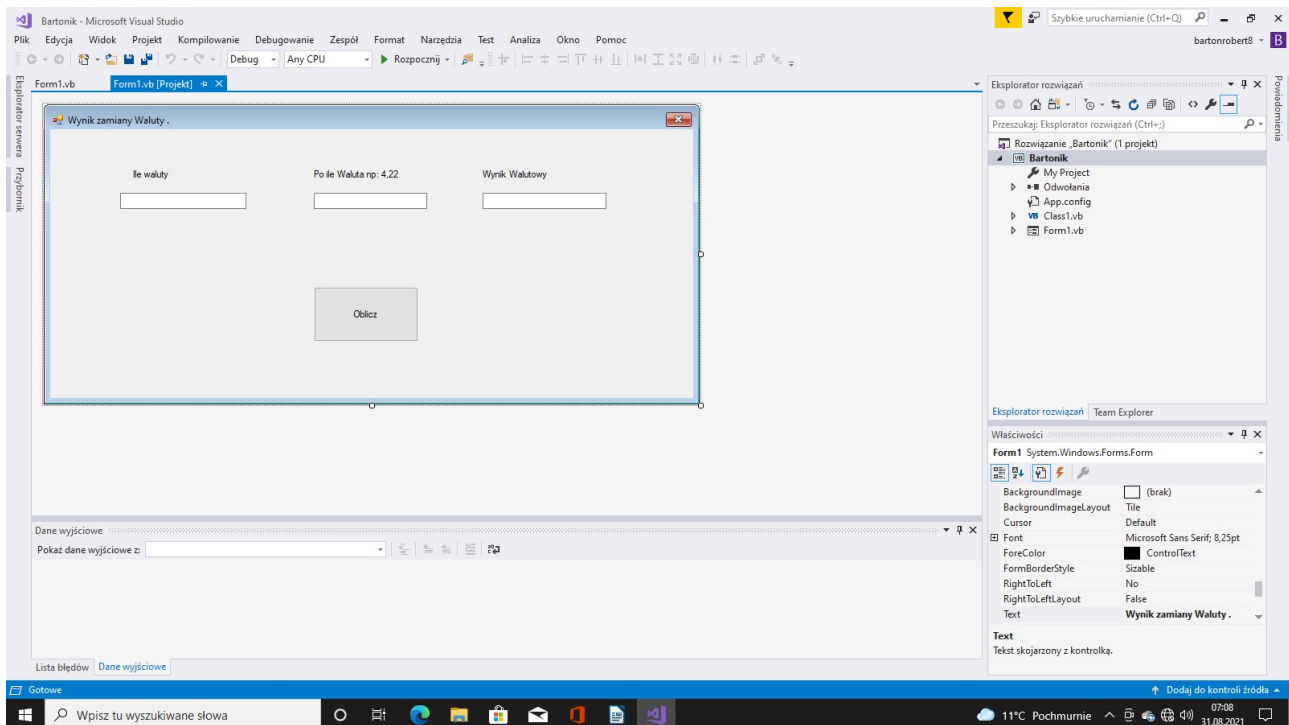 Bartonik - Microsoft Visual Studio
Szybkie uruchamianie (Ctrl+Q)
Plik Edycja Widok Projekt Kompilowanie Debugowanie Zespół Format Narzędzia Test Analiza Okno Pomoc
bartonrobert8 B
Debug Any CPU Rozpocznij
Eksplorator serwera
Przybornik
Form1.vb Form1.vb [Projekt]
Wynik zamiany Waluty .
Ile waluty Po ile Waluta np: 4,22 Wynik Walutowy
Oblicz
Dane wyjściowe
Pokaż dane wyjściowe z:
Lista błędów Dane wyjściowe
Eksplorator rozwiązań
Powiadomienia
Przeszukaj: Eksplorator rozwiązań (Ctrl+;)
Rozwiązanie „Bartonik" (1 projekt)
VB Bartonik
My Project
Odwołania
App.config
VB Class1.vb
Form1.vb
Eksplorator rozwiązań Team Explorer
Właściwości
Form1 System.Windows.Forms.Form
BackgroundImage (brak)
BackgroundImageLayout Tile
Cursor Default
Font Microsoft Sans Serif; 8,25pt
ForeColor ControlText
FormBorderStyle Sizable
RightToLeft No
RightToLeftLayout False
Text Wynik zamiany Waluty .
Text
Tekst skojarzony z kontrolką.
Gotowe
Dodaj do kontroli źródła
Wpisz tu wyszukiwane słowa
11°C Pochmurnie
07:08
31.08.2021